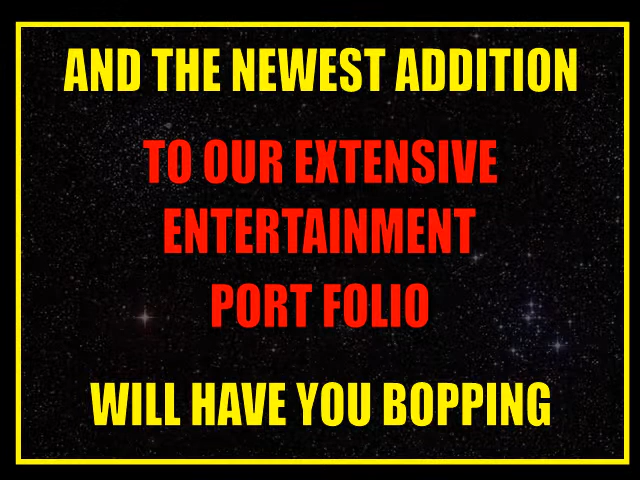 AND THE NEWEST ADDITION
TO OUR EXTENSIVE
ENTERTAINMENT
PORT FOLIO
WILL HAVE YOU BOPPING